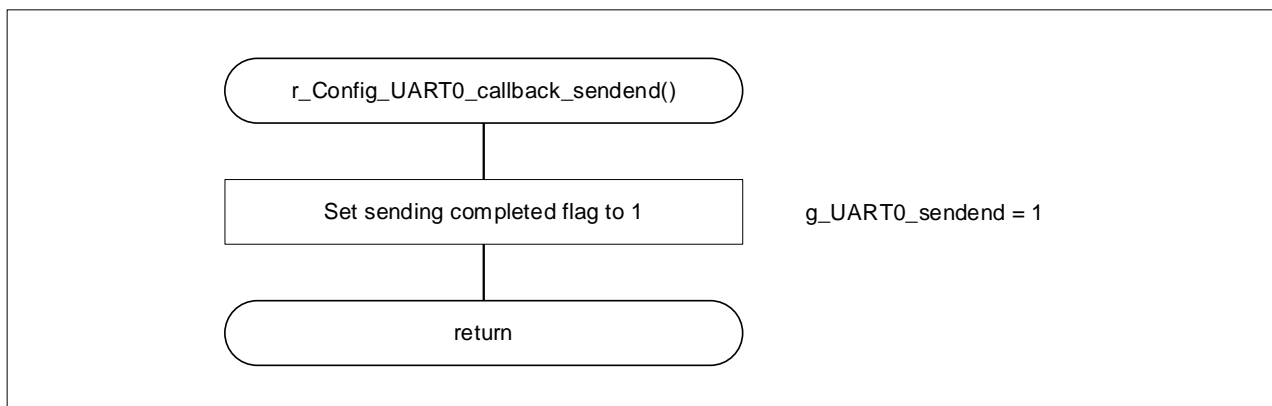 r_Config_UART0_callback_sendend()
Set sending completed flag to 1
g_UART0_sendend = 1
return